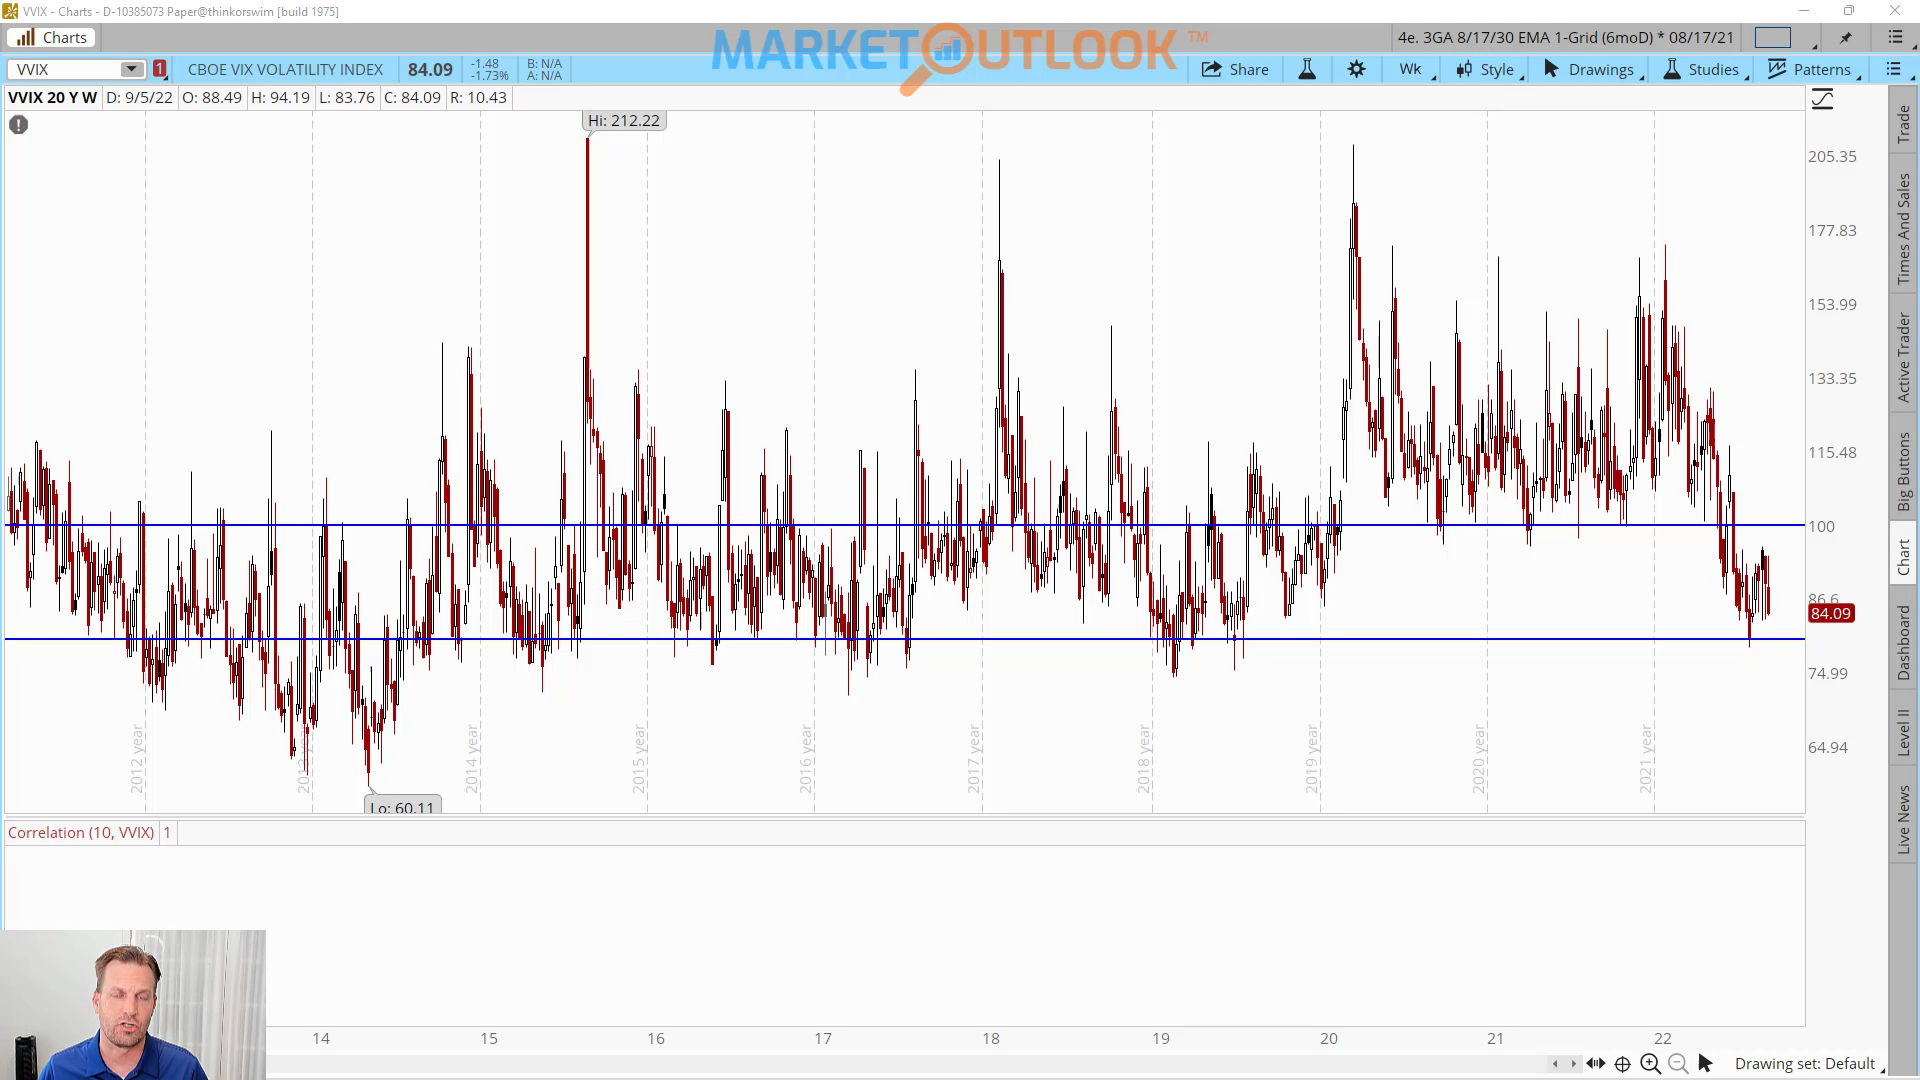 VVIX - Charts - D-10385073 Paper@thinkorswim [build 1975]
Charts
MARKET OUTLOOK ™
4e. 3GA 8/17/30 EMA 1-Grid (6moD) * 08/17/21
VVIX
1
CBOE VIX VOLATILITY INDEX
84.09
-1.48
-1.73%
B: N/A
A: N/A
Share
Wk
Style
Drawings
Studies
Patterns
VVIX 20 Y W
D: 9/5/22
O: 88.49
H: 94.19
L: 83.76
C: 84.09
R: 10.43
Hi: 212.22
205.35
177.83
153.99
133.35
115.48
100
86.6
84.09
74.99
64.94
2012 year
2014 year
2015 year
2016 year
2017 year
2018 year
2019 year
2020 year
2021 year
Lo: 60.11
Correlation (10, VVIX)
1
14
15
16
17
18
19
20
21
22
Drawing set: Default
Trade
Times And Sales
Active Trader
Big Buttons
Chart
Dashboard
Level II
Live News